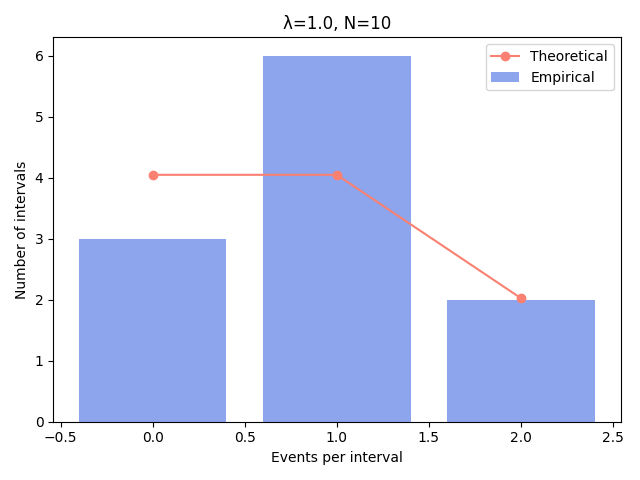 λ=1.0, N=10
Theoretical
Empirical
Number of intervals
6
5
4
3
2
1
0
−0.5 0.0 0.5 1.0 1.5 2.0 2.5
Events per interval